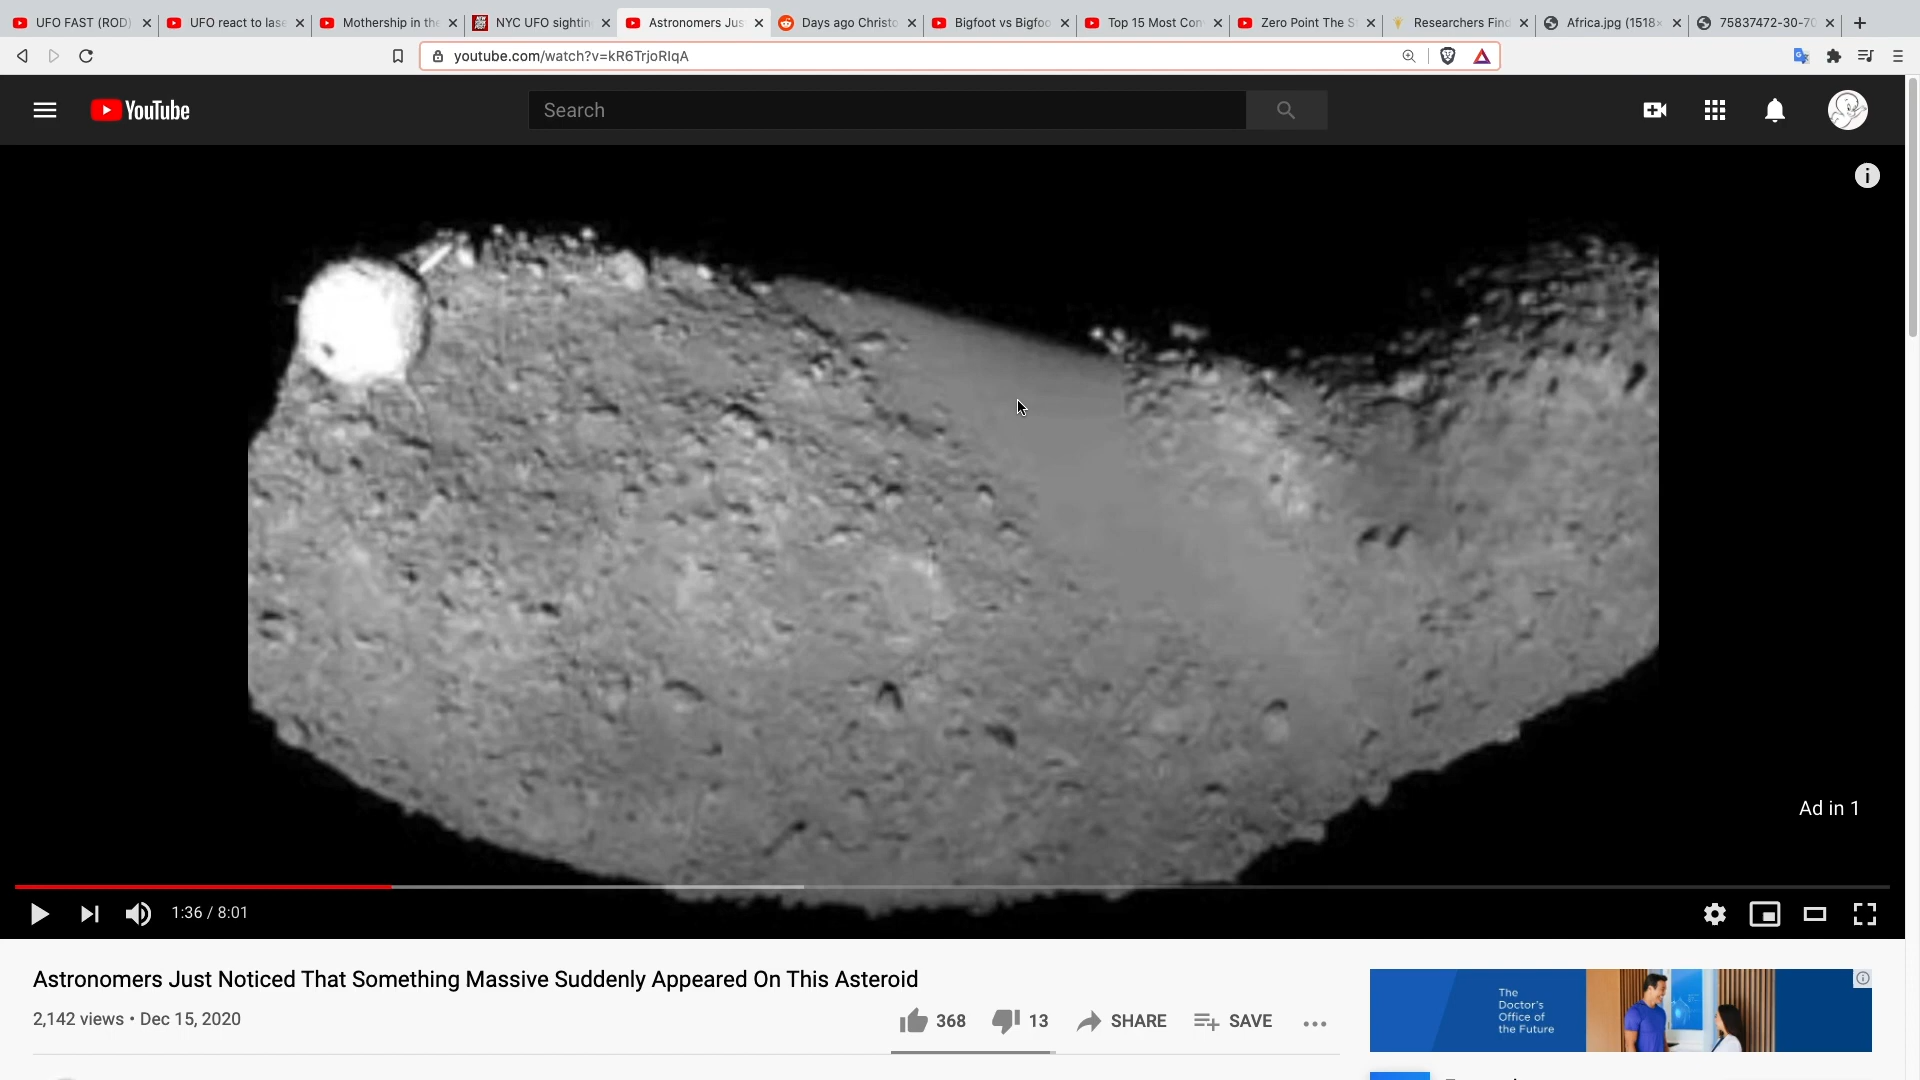 UFO FAST (ROD)
UFO react to lase
Mothership in the
NYC UFO sightin
Astronomers Jus
Days ago Christo
Bigfoot vs Bigfoo
Top 15 Most Con
Zero Point The S
Researchers Find
Africa.jpg (1518×
75837472-30-70
youtube.com/watch?v=kR6TrjoRIqA
YouTube
Search
Ad in 1
1:36 / 8:01
Astronomers Just Noticed That Something Massive Suddenly Appeared On This Asteroid
2,142 views • Dec 15, 2020
368
13
SHARE
SAVE
The
Doctor's
Office of
the Future